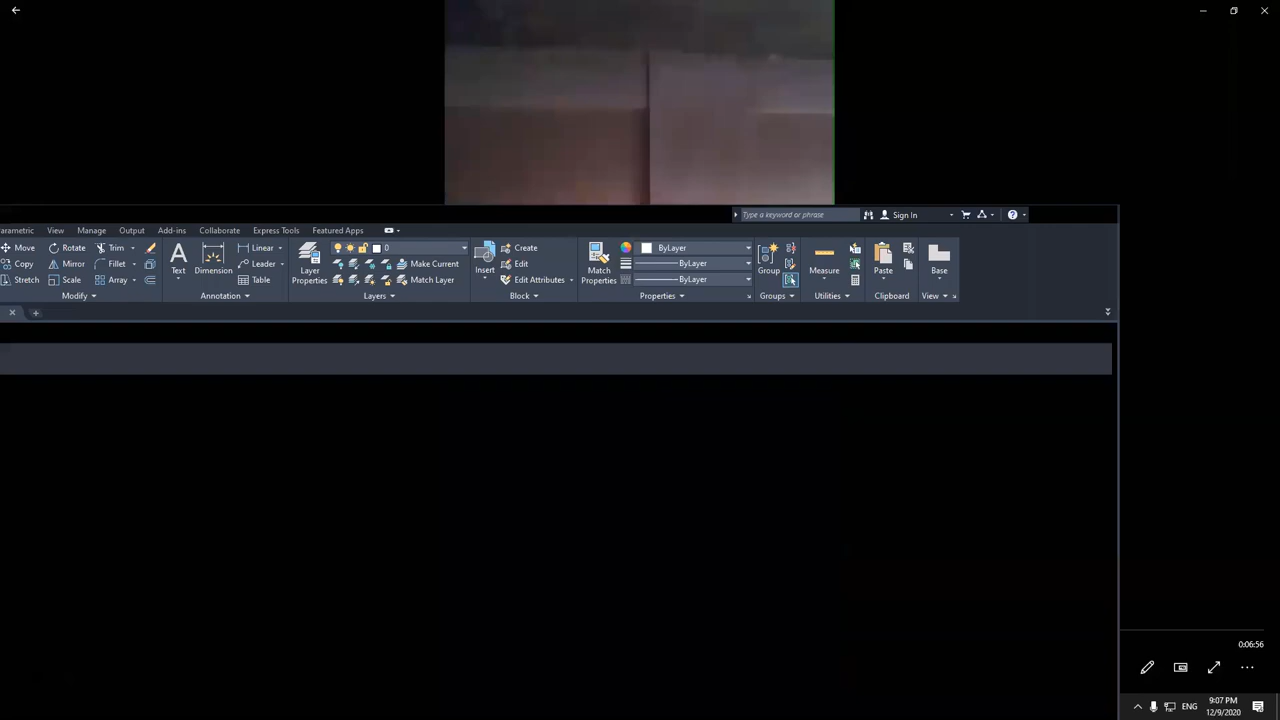 Type a keyword or phrase
Sign In
arametric
View
Manage
Output
Add-ins
Collaborate
Express Tools
Featured Apps
Move
Rotate
Trim
Copy
Mirror
Fillet
Stretch
Scale
Array
Modify
Text
Dimension
Linear
Leader
Table
Annotation
Layer
Properties
0
Make Current
Match Layer
Layers
Insert
Create
Edit
Edit Attributes
Block
Match
Properties
ByLayer
ByLayer
ByLayer
Properties
Group
Groups
Measure
Utilities
Paste
Clipboard
Base
View
0:06:56
ENG
9:07 PM
12/9/2020